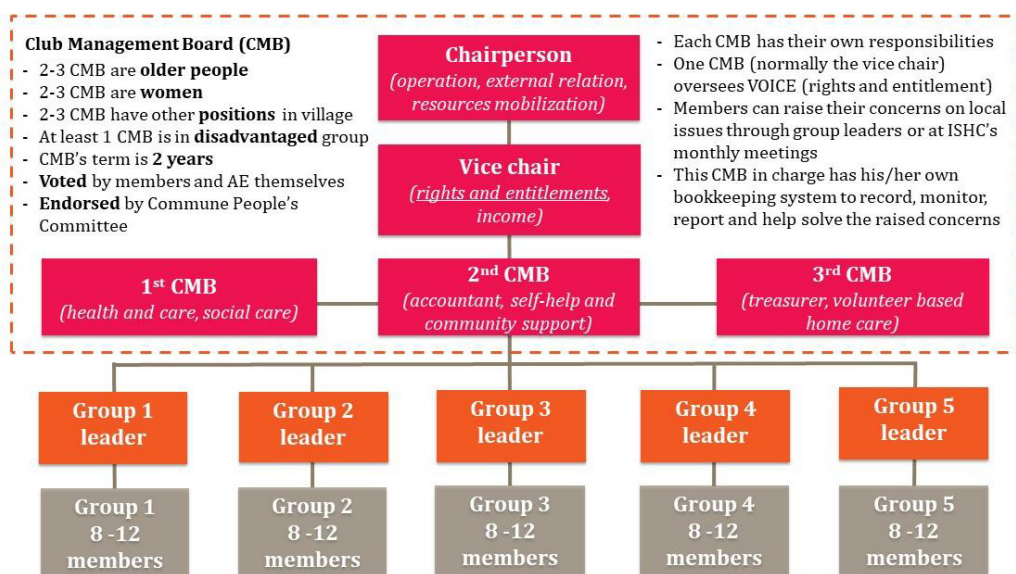 Club Management Board (CMB)
- 2-3 CMB are older people
- 2-3 CMB are women
- 2-3 CMB have other positions in village
- At least 1 CMB is in disadvantaged group
- CMB's term is 2 years
- Voted by members and AE themselves
- Endorsed by Commune People's
Committee
Chairperson
(operation, external relation,
resources mobilization)
- Each CMB has their own responsibilities
- One CMB (normally the vice chair)
oversees VOICE (rights and entitlement)
- Members can raise their concerns on local
issues through group leaders or at ISHC's
monthly meetings
- This CMB in charge has his/her own
bookkeeping system to record, monitor,
report and help solve the raised concerns
Vice chair
(rights and entitlements,
income)
1st CMB
(health and care, social care)
2nd CMB
(accountant, self-help and
community support)
3rd CMB
(treasurer, volunteer based
home care)
Group 1
leader
Group 2
leader
Group 3
leader
Group 4
leader
Group 5
leader
Group 1
8 -12
members
Group 2
8 -12
members
Group 3
8 -12
members
Group 4
8 -12
members
Group 5
8 -12
members